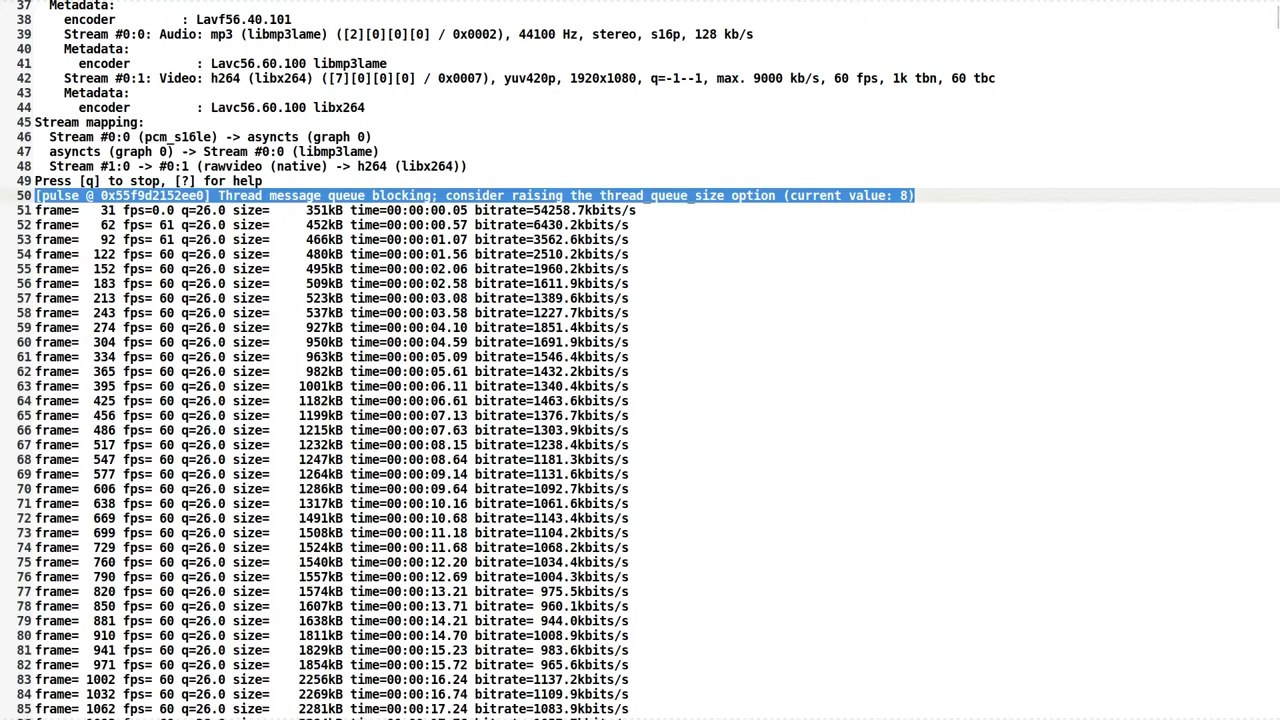 37   Metadata:
38     encoder         : Lavf56.40.101
39     Stream #0:0: Audio: mp3 (libmp3lame) ([2][0][0][0] / 0x0002), 44100 Hz, stereo, s16p, 128 kb/s
40     Metadata:
41       encoder         : Lavc56.60.100 libmp3lame
42     Stream #0:1: Video: h264 (libx264) ([7][0][0][0] / 0x0007), yuv420p, 1920x1080, q=-1--1, max. 9000 kb/s, 60 fps, 1k tbn, 60 tbc
43     Metadata:
44       encoder         : Lavc56.60.100 libx264
45 Stream mapping:
46   Stream #0:0 (pcm_s16le) -> asyncts (graph 0)
47   asyncts (graph 0) -> Stream #0:0 (libmp3lame)
48   Stream #1:0 -> #0:1 (rawvideo (native) -> h264 (libx264))
49 Press [q] to stop, [?] for help
50 [pulse @ 0x55f9d2152ee0] Thread message queue blocking; consider raising the thread_queue_size option (current value: 8)
51 frame=   31 fps=0.0 q=26.0 size=     351kB time=00:00:00.05 bitrate=54258.7kbits/s
52 frame=   62 fps= 61 q=26.0 size=     452kB time=00:00:00.57 bitrate=6430.2kbits/s
53 frame=   92 fps= 61 q=26.0 size=     466kB time=00:00:01.07 bitrate=3562.6kbits/s
54 frame=  122 fps= 60 q=26.0 size=     480kB time=00:00:01.56 bitrate=2510.2kbits/s
55 frame=  152 fps= 60 q=26.0 size=     495kB time=00:00:02.06 bitrate=1960.2kbits/s
56 frame=  183 fps= 60 q=26.0 size=     509kB time=00:00:02.58 bitrate=1611.9kbits/s
57 frame=  213 fps= 60 q=26.0 size=     523kB time=00:00:03.08 bitrate=1389.6kbits/s
58 frame=  243 fps= 60 q=26.0 size=     537kB time=00:00:03.58 bitrate=1227.7kbits/s
59 frame=  274 fps= 60 q=26.0 size=     927kB time=00:00:04.10 bitrate=1851.4kbits/s
60 frame=  304 fps= 60 q=26.0 size=     950kB time=00:00:04.59 bitrate=1691.9kbits/s
61 frame=  334 fps= 60 q=26.0 size=     963kB time=00:00:05.09 bitrate=1546.4kbits/s
62 frame=  365 fps= 60 q=26.0 size=     982kB time=00:00:05.61 bitrate=1432.2kbits/s
63 frame=  395 fps= 60 q=26.0 size=    1001kB time=00:00:06.11 bitrate=1340.4kbits/s
64 frame=  425 fps= 60 q=26.0 size=    1182kB time=00:00:06.61 bitrate=1463.6kbits/s
65 frame=  456 fps= 60 q=26.0 size=    1199kB time=00:00:07.13 bitrate=1376.7kbits/s
66 frame=  486 fps= 60 q=26.0 size=    1215kB time=00:00:07.63 bitrate=1303.9kbits/s
67 frame=  517 fps= 60 q=26.0 size=    1232kB time=00:00:08.15 bitrate=1238.4kbits/s
68 frame=  547 fps= 60 q=26.0 size=    1247kB time=00:00:08.64 bitrate=1181.3kbits/s
69 frame=  577 fps= 60 q=26.0 size=    1264kB time=00:00:09.14 bitrate=1131.6kbits/s
70 frame=  606 fps= 60 q=26.0 size=    1286kB time=00:00:09.64 bitrate=1092.7kbits/s
71 frame=  638 fps= 60 q=26.0 size=    1317kB time=00:00:10.16 bitrate=1061.6kbits/s
72 frame=  669 fps= 60 q=26.0 size=    1491kB time=00:00:10.68 bitrate=1143.4kbits/s
73 frame=  699 fps= 60 q=26.0 size=    1508kB time=00:00:11.18 bitrate=1104.2kbits/s
74 frame=  729 fps= 60 q=26.0 size=    1524kB time=00:00:11.68 bitrate=1068.2kbits/s
75 frame=  760 fps= 60 q=26.0 size=    1540kB time=00:00:12.20 bitrate=1034.4kbits/s
76 frame=  790 fps= 60 q=26.0 size=    1557kB time=00:00:12.69 bitrate=1004.3kbits/s
77 frame=  820 fps= 60 q=26.0 size=    1574kB time=00:00:13.21 bitrate= 975.5kbits/s
78 frame=  850 fps= 60 q=26.0 size=    1607kB time=00:00:13.71 bitrate= 960.1kbits/s
79 frame=  881 fps= 60 q=26.0 size=    1638kB time=00:00:14.21 bitrate= 944.0kbits/s
80 frame=  910 fps= 60 q=26.0 size=    1811kB time=00:00:14.70 bitrate=1008.9kbits/s
81 frame=  941 fps= 60 q=26.0 size=    1829kB time=00:00:15.23 bitrate= 983.6kbits/s
82 frame=  971 fps= 60 q=26.0 size=    1854kB time=00:00:15.72 bitrate= 965.6kbits/s
83 frame= 1002 fps= 60 q=26.0 size=    2256kB time=00:00:16.24 bitrate=1137.2kbits/s
84 frame= 1032 fps= 60 q=26.0 size=    2269kB time=00:00:16.74 bitrate=1109.9kbits/s
85 frame= 1062 fps= 60 q=26.0 size=    2281kB time=00:00:17.24 bitrate=1083.9kbits/s